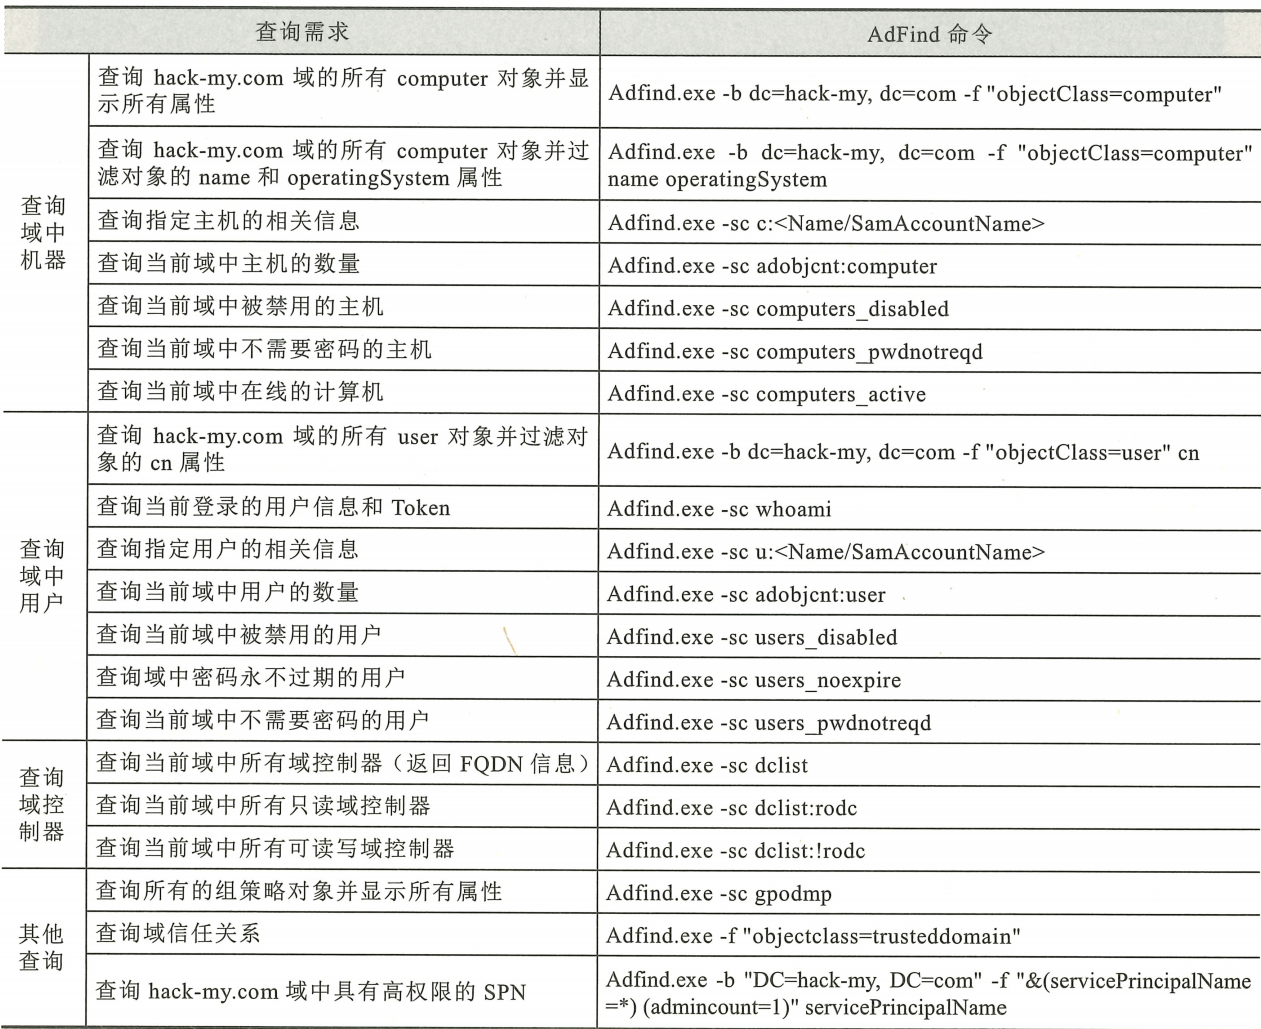 查询需求 AdFind 命令
查询
域中
机器
查询 hack-my.com 域的所有 computer 对象并显
示所有属性
Adfind.exe -b dc=hack-my, dc=com -f "objectClass=computer"
查询 hack-my.com 域的所有 computer 对象并过
滤对象的 name 和 operatingSystem 属性
Adfind.exe -b dc=hack-my, dc=com -f "objectClass=computer"
name operatingSystem
查询指定主机的相关信息 Adfind.exe -sc c:<Name/SamAccountName>
查询当前域中主机的数量 Adfind.exe -sc adobjcnt:computer
查询当前域中被禁用的主机 Adfind.exe -sc computers_disabled
查询当前域中不需要密码的主机 Adfind.exe -sc computers_pwdnotreqd
查询当前域中在线的计算机 Adfind.exe -sc computers_active
查询
域中
用户
查询 hack-my.com 域的所有 user 对象并过滤对
象的 cn 属性
Adfind.exe -b dc=hack-my, dc=com -f "objectClass=user" cn
查询当前登录的用户信息和 Token Adfind.exe -sc whoami
查询指定用户的相关信息 Adfind.exe -sc u:<Name/SamAccountName>
查询当前域中用户的数量 Adfind.exe -sc adobjcnt:user
查询当前域中被禁用的用户 Adfind.exe -sc users_disabled
查询域中密码永不过期的用户 Adfind.exe -sc users_noexpire
查询当前域中不需要密码的用户 Adfind.exe -sc users_pwdnotreqd
查询
域控
制器
查询当前域中所有域控制器（返回 FQDN 信息） Adfind.exe -sc dclist
查询当前域中所有只读域控制器 Adfind.exe -sc dclist:rodc
查询当前域中所有可读写域控制器 Adfind.exe -sc dclist:!rodc
其他
查询
查询所有的组策略对象并显示所有属性 Adfind.exe -sc gpodmp
查询域信任关系 Adfind.exe -f "objectclass=trusteddomain"
查询 hack-my.com 域中具有高权限的 SPN
Adfind.exe -b "DC=hack-my, DC=com" -f "&(servicePrincipalName
=*) (admincount=1)" servicePrincipalName